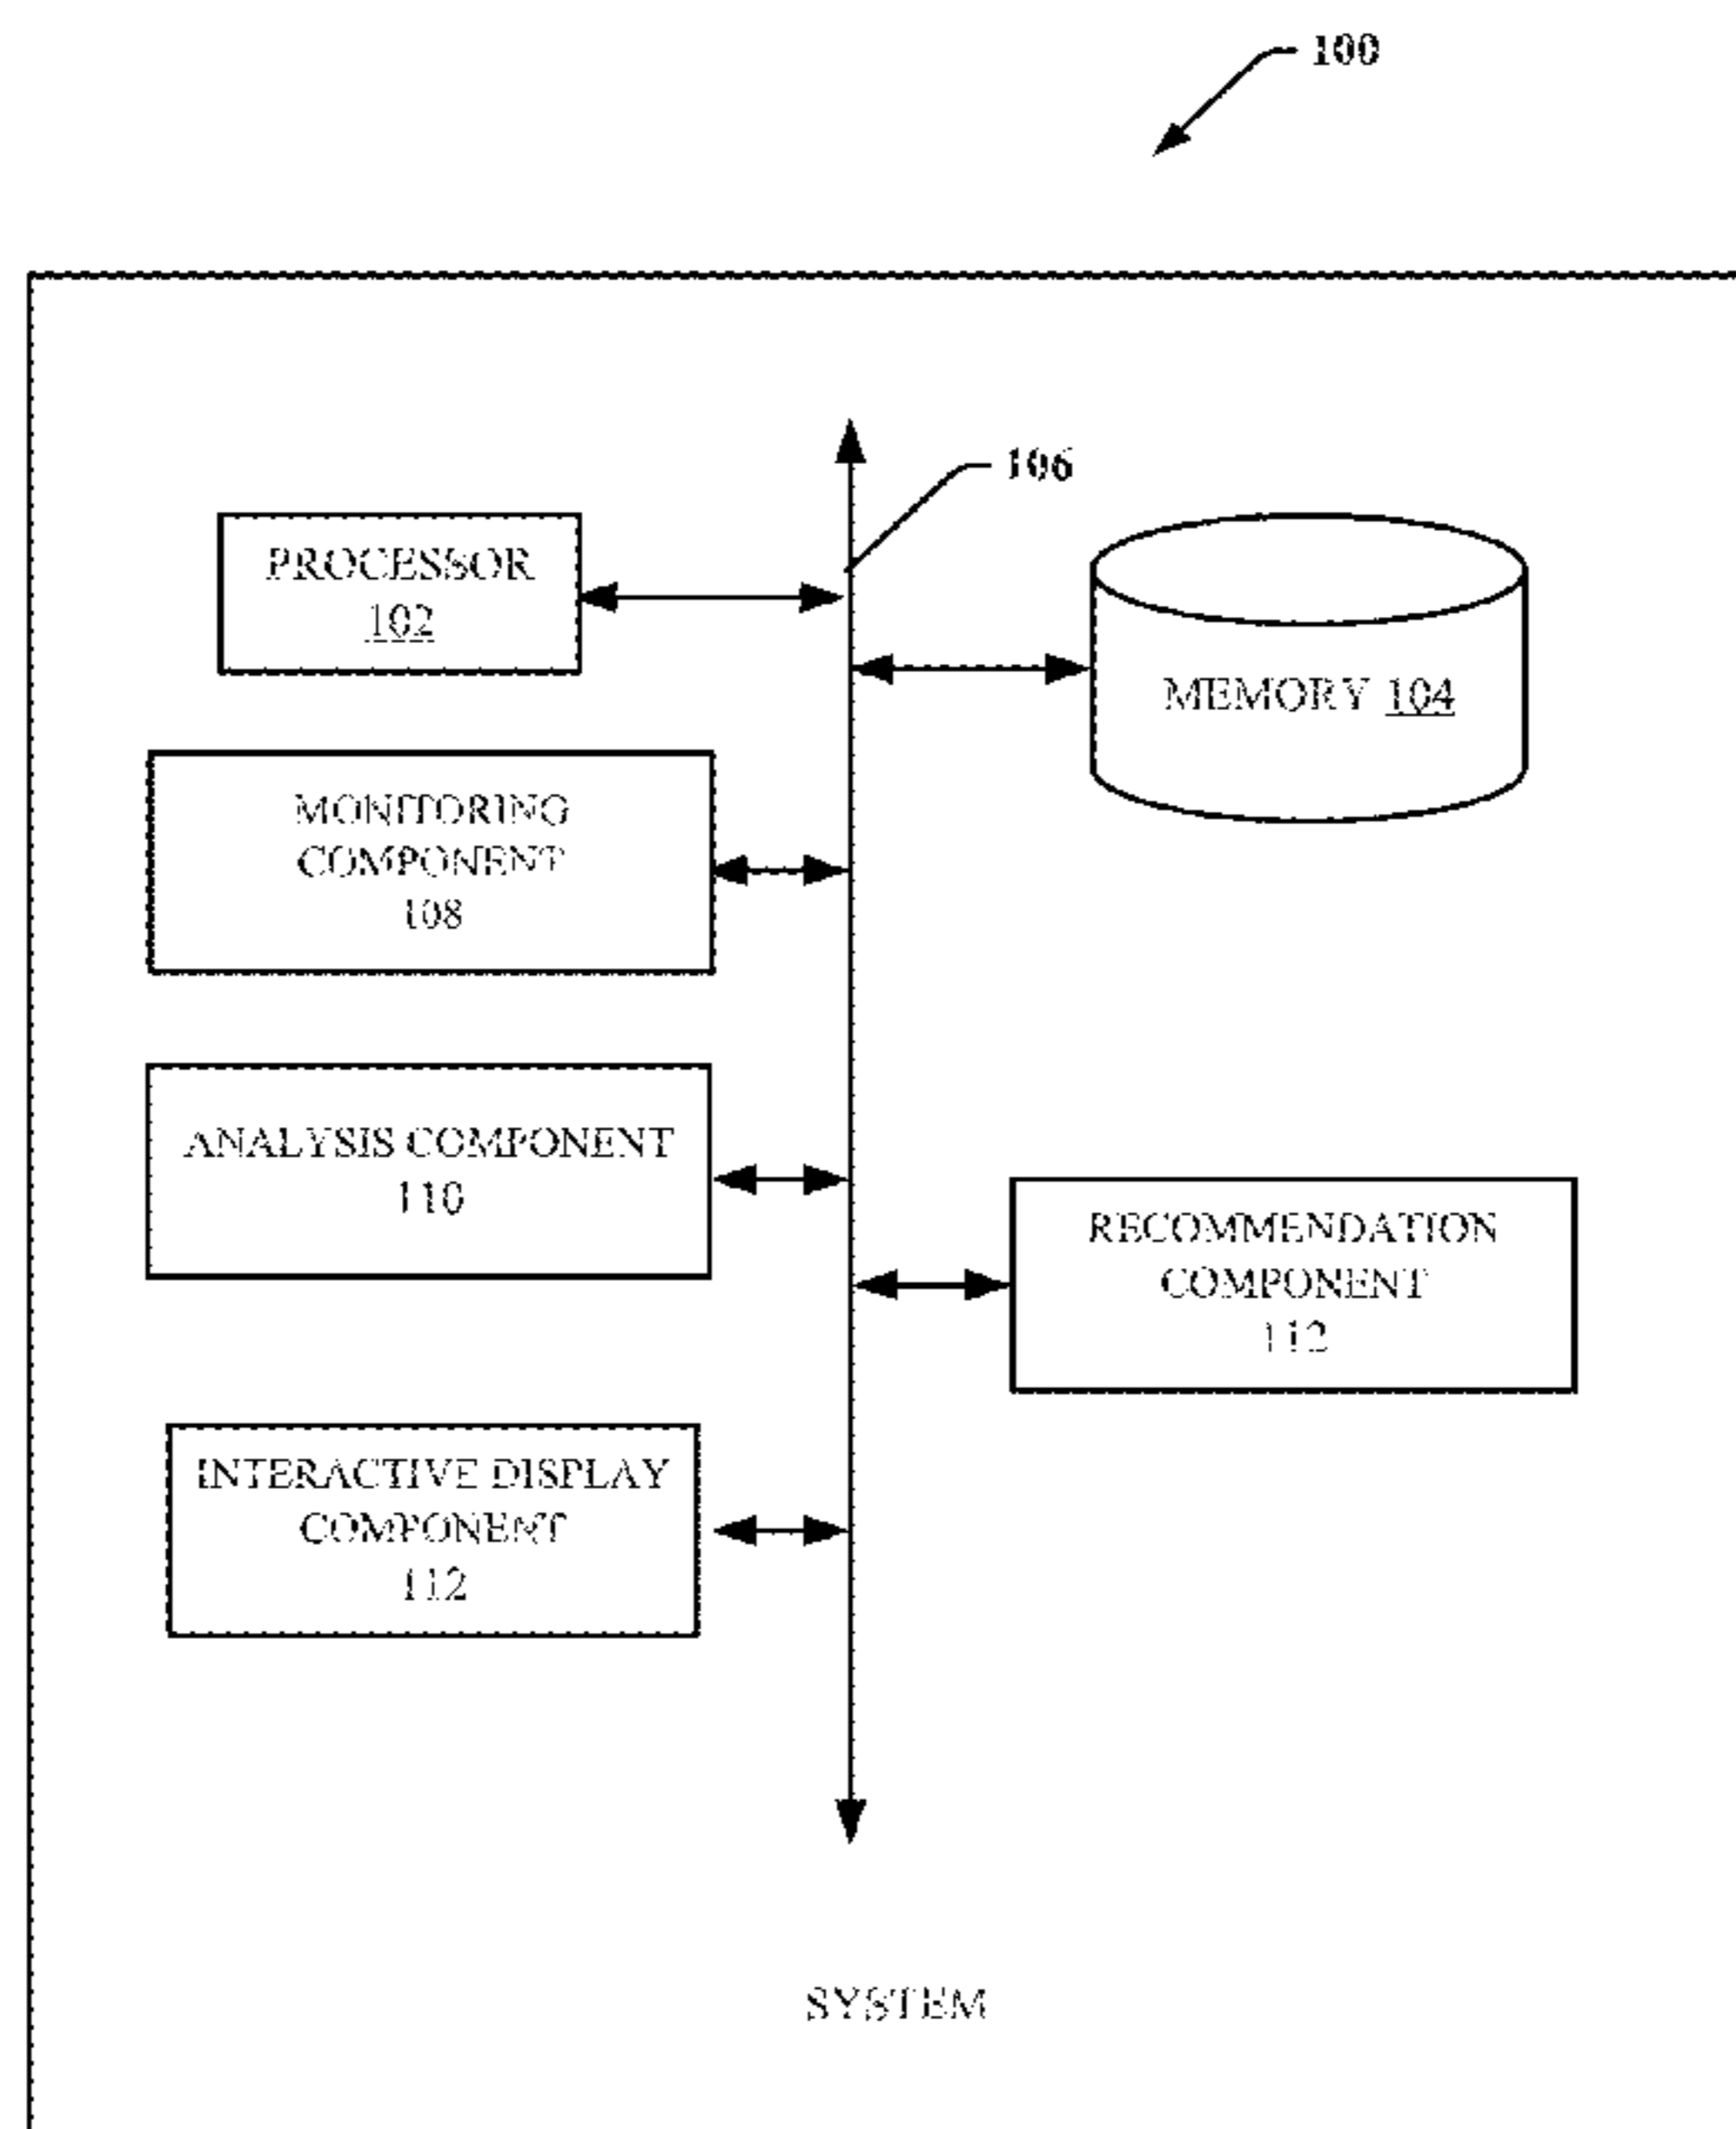 100
106
PROCESSOR
102
MEMORY 104
MONITORING
COMPONENT
108
ANALYSIS COMPONENT
110
RECOMMENDATION
COMPONENT
112
INTERACTIVE DISPLAY
COMPONENT
112
SYSTEM